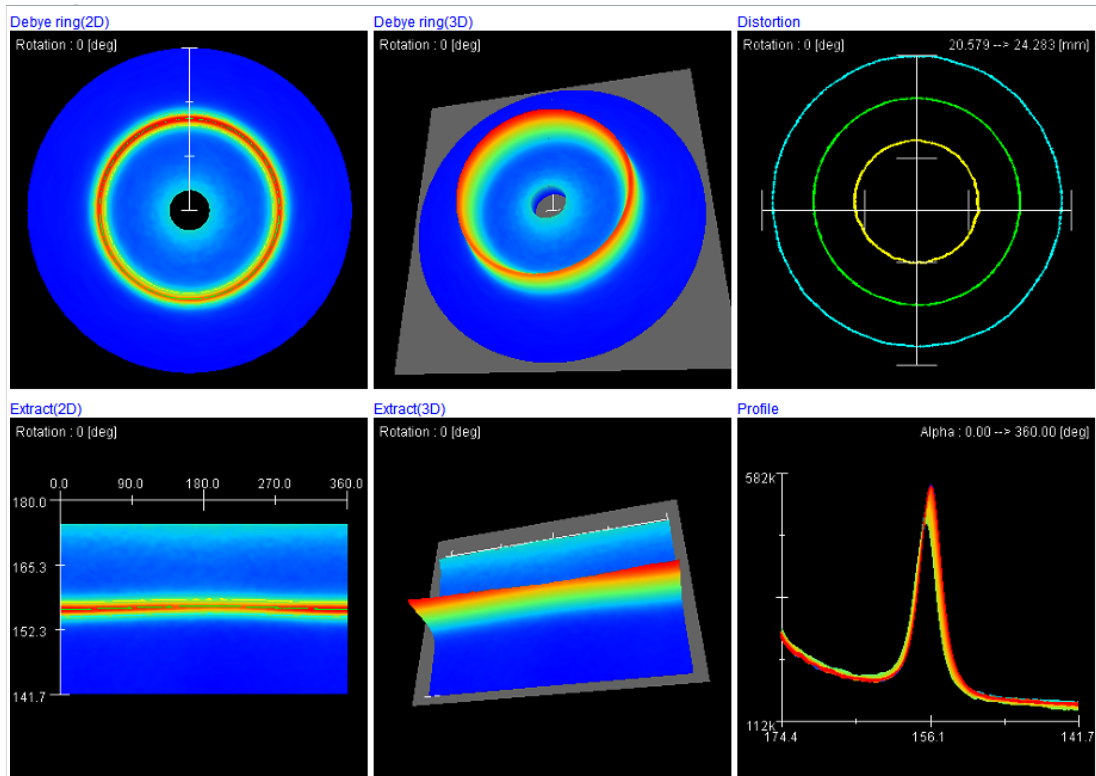 Debye ring(2D)
Rotation : 0 [deg]
Debye ring(3D)
Rotation : 0 [deg]
Distortion
Rotation : 0 [deg]
20.579 --> 24.283 [mm]
Extract(2D)
Rotation : 0 [deg]
0.0 90.0 180.0 270.0 360.0
180.0
165.3
152.3
141.7
Extract(3D)
Rotation : 0 [deg]
Profile
Alpha : 0.00 --> 360.00 [deg]
582k
112k
174.4 156.1 141.7